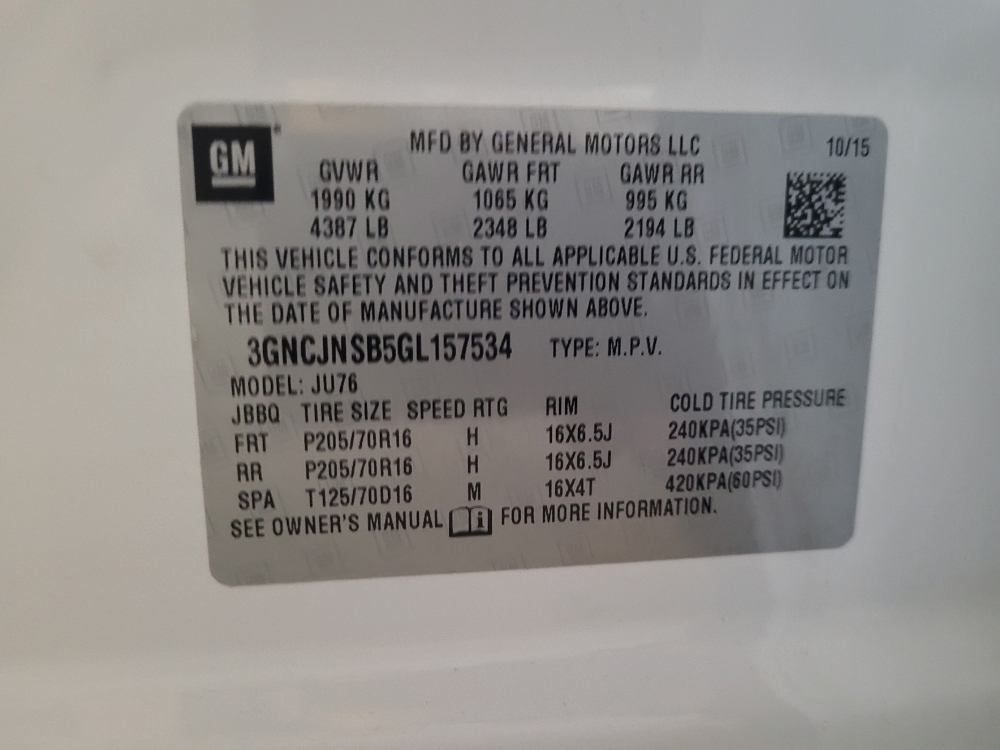 GM
MFD BY GENERAL MOTORS LLC 10/15
GVWR GAWR FRT GAWR RR
1990 KG 1065 KG 995 KG
4387 LB 2348 LB 2194 LB
THIS VEHICLE CONFORMS TO ALL APPLICABLE U.S. FEDERAL MOTOR
VEHICLE SAFETY AND THEFT PREVENTION STANDARDS IN EFFECT ON
THE DATE OF MANUFACTURE SHOWN ABOVE.
3GNCJNSB5GL157534 TYPE: M.P.V.
MODEL: JU76
JBBQ TIRE SIZE SPEED RTG RIM COLD TIRE PRESSURE
FRT P205/70R16 H 16X6.5J 240KPA(35PSI)
RR P205/70R16 H 16X6.5J 240KPA(35PSI)
SPA T125/70D16 M 16X4T 420KPA(60PSI)
SEE OWNER'S MANUAL i FOR MORE INFORMATION.